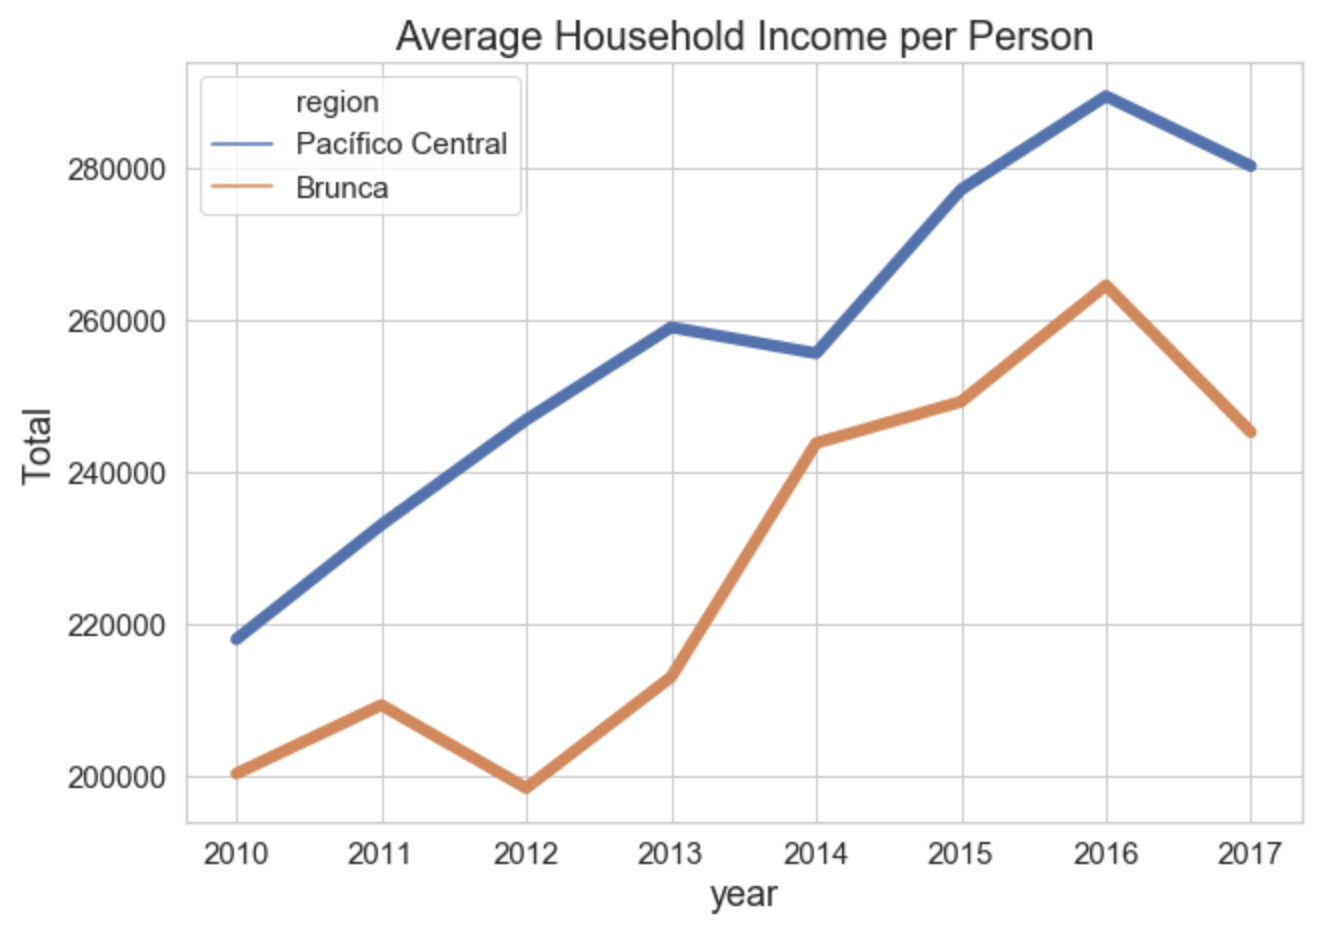 Average Household Income per Person
region
Pacífico Central
Brunca
280000
260000
240000
220000
200000
Total
2010 2011 2012 2013 2014 2015 2016 2017
year